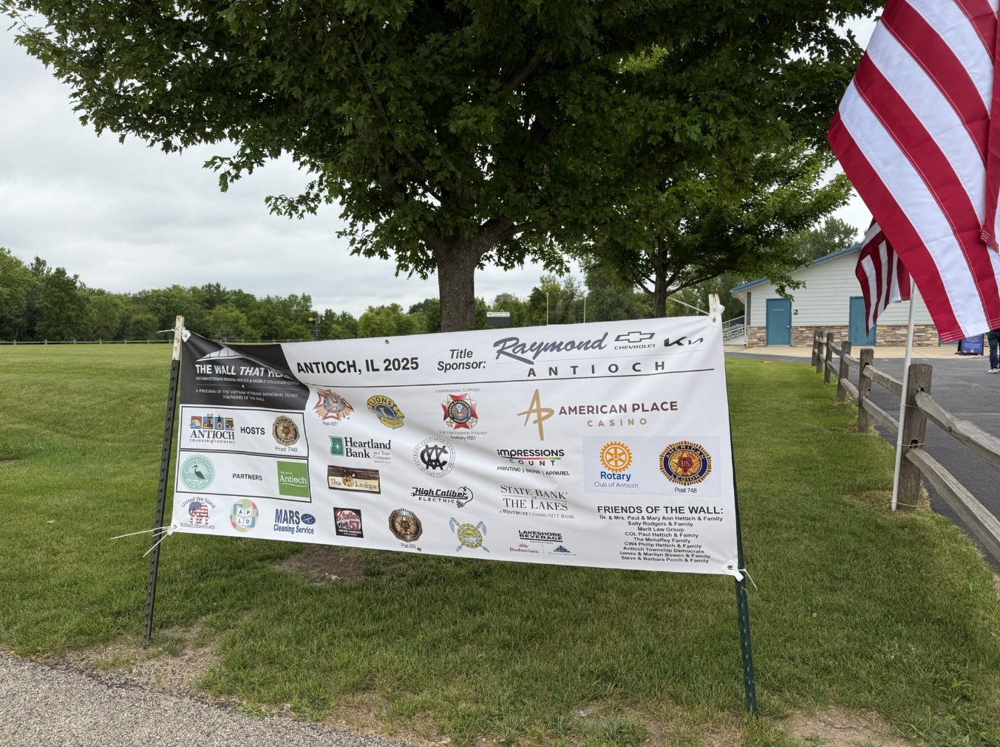 THE WALL THAT HEA
VIETNAM VETERANS MEMORIAL REPLICA & MOBILE EDUCATION CENTER
A PROGRAM OF THE VIETNAM VETERANS MEMORIAL FUND
FOUNDERS OF THE WALL
ANTIOCH, IL 2025
Title
Sponsor:
Raymond
CHEVROLET
KIA
ANTIOCH
ANTIOCH
CHAMBER OF COMMERCE
HOSTS
Post 748
PARTNERS
Antioch
Post 4551
LIONS
UNWAVERING SUPPORT
FOR UNCOMMON HEROES
Auxiliary 4551
AMERICAN PLACE
CASINO
Heartland
Bank
and Trust
Company
impressions
COUNT
PRINTING | SIGNS | APPAREL
Rotary
Club of Antioch
AMERICAN
LEGION
US
Post 748
The Lodge
High Caliber
ELECTRIC
STATE BANK
OF
THE LAKES
A WINTRUST COMMUNITY BANK
United We Stand
Antioch Republicans
A P
L D
MARS
Cleaning Service
Post 699
LAKESHORE
BEVERAGE
Budweiser
FRIENDS OF THE WALL:
Dr. & Mrs. Paul & Mary Ann Hettich & Family
Sally Rodgers & Family
Merit Law Group
COL Paul Hettich & Family
The Mehaffey Family
CW4 Philip Hettich & Family
Antioch Township Democrats
James & Marilyn Bowen & Family
Steve & Barbara Porch & Family